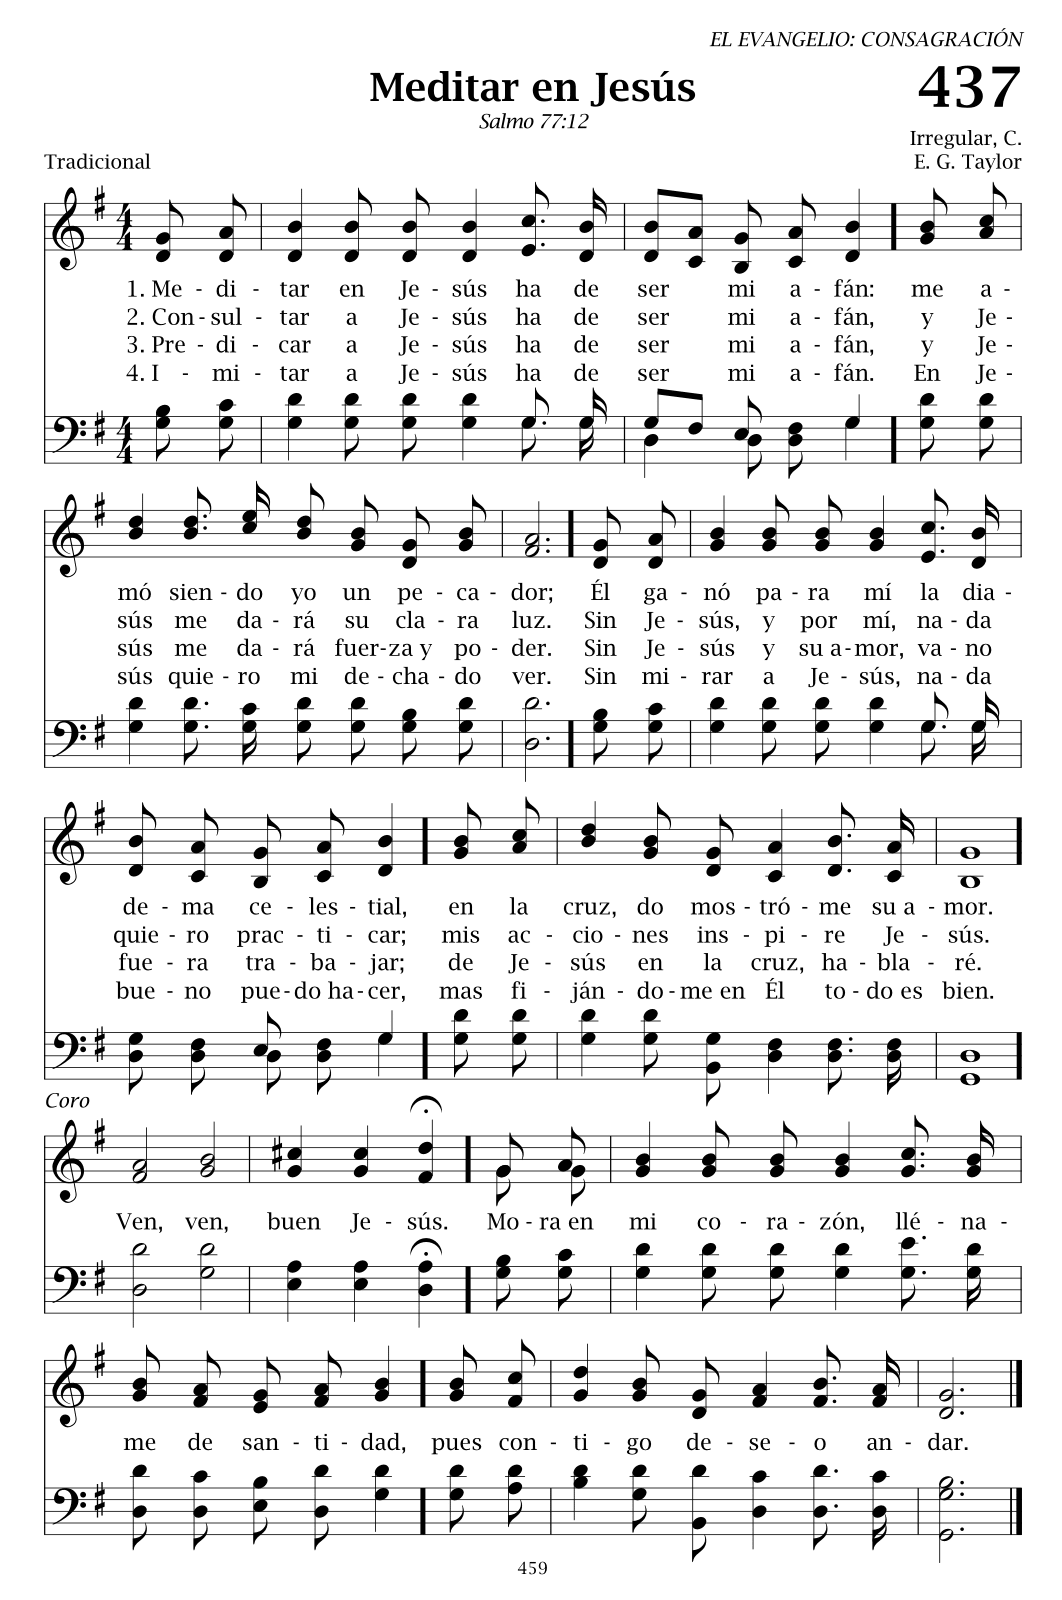 EL EVANGELIO: CONSAGRACIÓN
Meditar en Jesús
437
Salmo 77:12
Irregular, C.
Tradicional
E. G. Taylor
1. Me - di - tar en Je - sús ha de ser mi a - fán: me a -
2. Con - sul - tar a Je - sús ha de ser mi a - fán, y Je -
3. Pre - di - car a Je - sús ha de ser mi a - fán, y Je -
4. I - mi - tar a Je - sús ha de ser mi a - fán. En Je -
mó sien - do yo un pe - ca - dor; Él ga - nó pa - ra mí la dia -
sús me da - rá su cla - ra luz. Sin Je - sús, y por mí, na - da
sús me da - rá fuer - za y po - der. Sin Je - sús y su a - mor, va - no
sús quie - ro mi de - cha - do ver. Sin mi - rar a Je - sús, na - da
de - ma ce - les - tial, en la cruz, do mos - tró - me su a - mor.
quie - ro prac - ti - car; mis ac - cio - nes ins - pi - re Je - sús.
fue - ra tra - ba - jar; de Je - sús en la cruz, ha - bla - ré.
bue - no pue - do ha - cer, mas fi - ján - do - me en Él to - do es bien.
Coro
Ven, ven, buen Je - sús. Mo - ra en mi co - ra - zón, llé - na -
me de san - ti - dad, pues con - ti - go de - se - o an - dar.
459